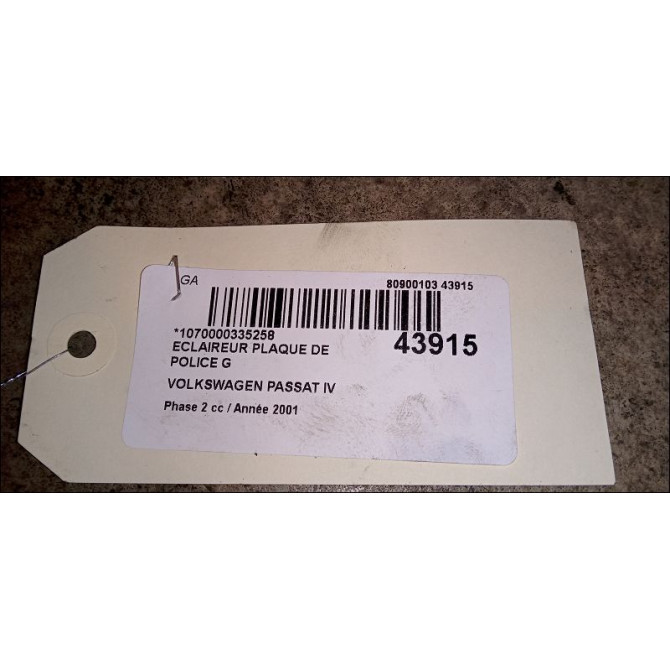 GA
80900103 43915
*1070000335258
43915
ECLAIREUR PLAQUE DE
POLICE G
VOLKSWAGEN PASSAT IV
Phase 2 cc / Année 2001